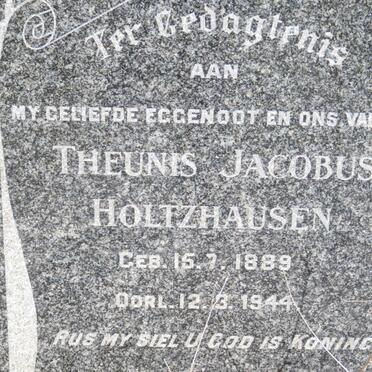 Ter Gedagtenis
AAN
MY GELIEFDE EGGENOOT EN ONS VA
THEUNIS JACOBUS
HOLTZHAUSEN
GEB. 15.7.1889
OORL. 12.3.1944
RUS MY SIEL U GOD IS KONING